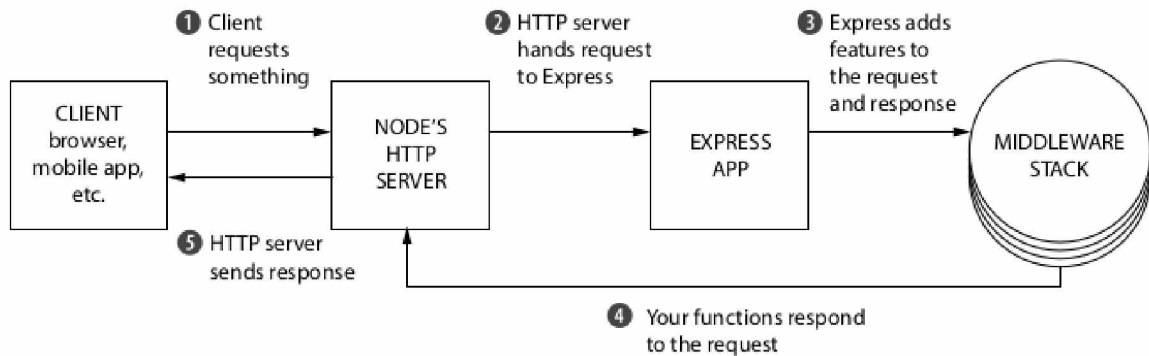 1 Client
requests
something
2 HTTP server
hands request
to Express
3 Express adds
features to
the request
and response
CLIENT
browser,
mobile app,
etc.
NODE'S
HTTP
SERVER
EXPRESS
APP
MIDDLEWARE
STACK
5 HTTP server
sends response
4 Your functions respond
to the request